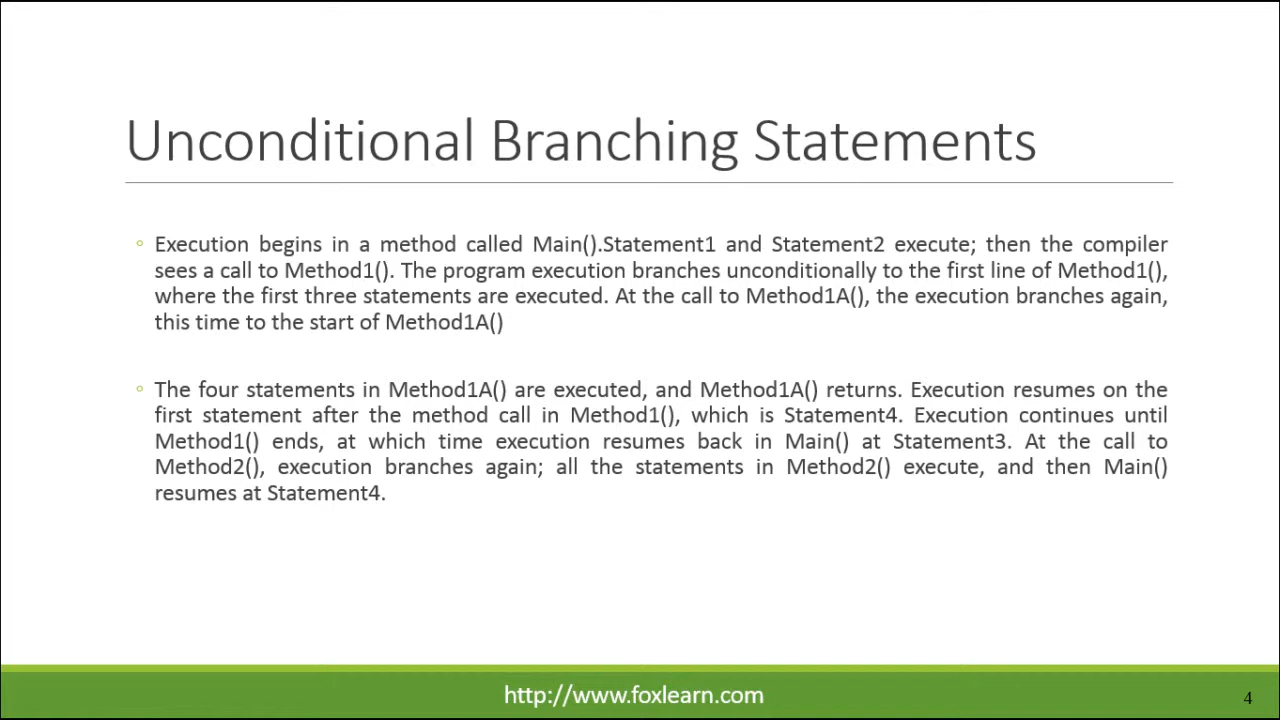 Unconditional Branching Statements
Execution begins in a method called Main().Statement1 and Statement2 execute; then the compiler
sees a call to Method1(). The program execution branches unconditionally to the first line of Method1(),
where the first three statements are executed. At the call to Method1A(), the execution branches again,
this time to the start of Method1A()
The four statements in Method1A() are executed, and Method1A() returns. Execution resumes on the
first statement after the method call in Method1(), which is Statement4. Execution continues until
Method1() ends, at which time execution resumes back in Main() at Statement3. At the call to
Method2(), execution branches again; all the statements in Method2() execute, and then Main()
resumes at Statement4.
http://www.foxlearn.com
4